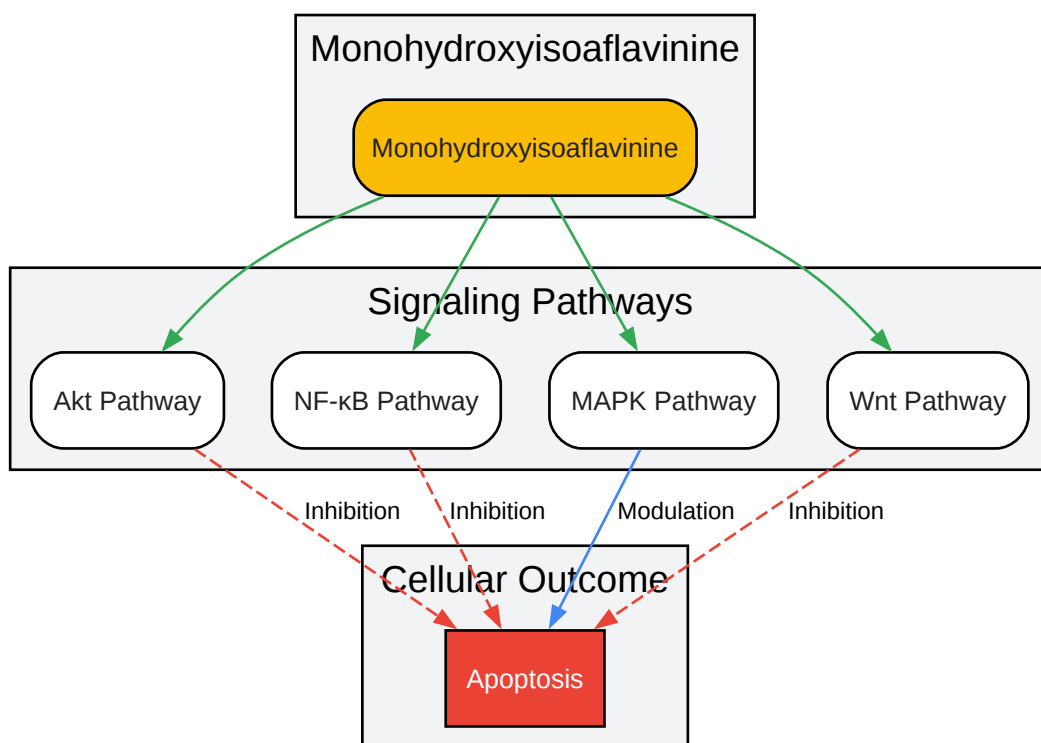 Monohydroxyisoaflavinine
Monohydroxyisoaflavinine
Signaling Pathways
Akt Pathway
NF-κB Pathway
MAPK Pathway
Wnt Pathway
Inhibition
Inhibition
Modulation
Inhibition
Cellular Outcome
Apoptosis